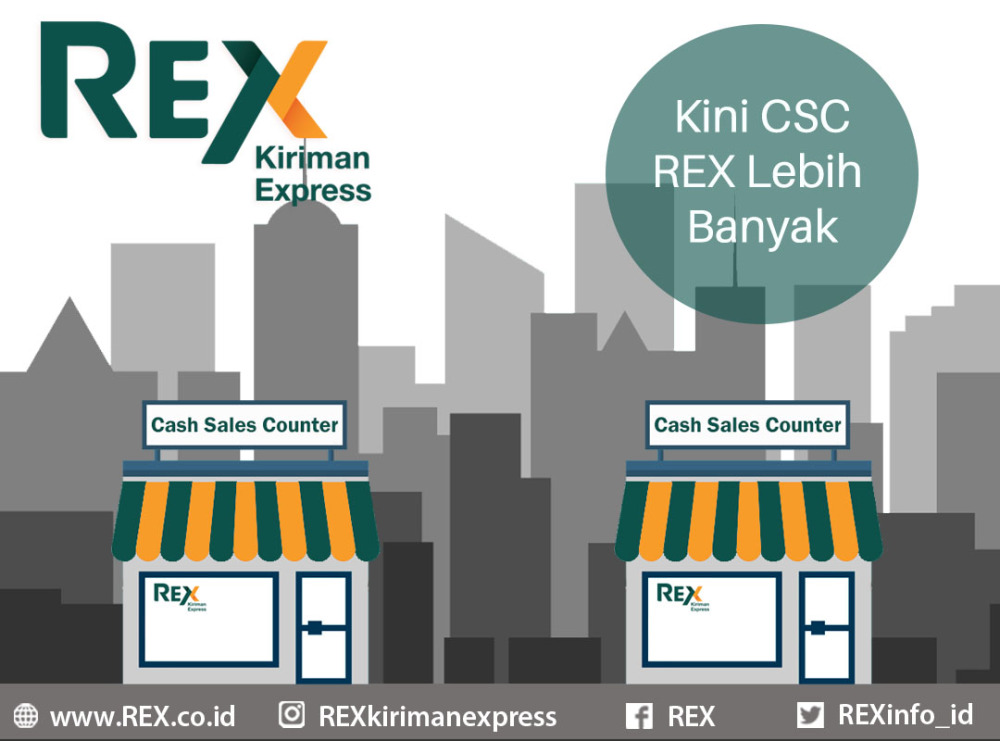 REX
Kiriman
Express
Kini CSC
REX Lebih
Banyak
Cash Sales Counter
Cash Sales Counter
REX
Kiriman
Express
REX
Kiriman
Express
www.REX.co.id
REXkirimanexpress
REX
REXinfo_id